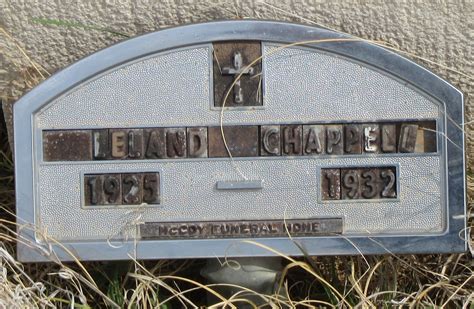 LELAND CHAPPELL
1925 - 1932
MCCOY FUNERAL HOME